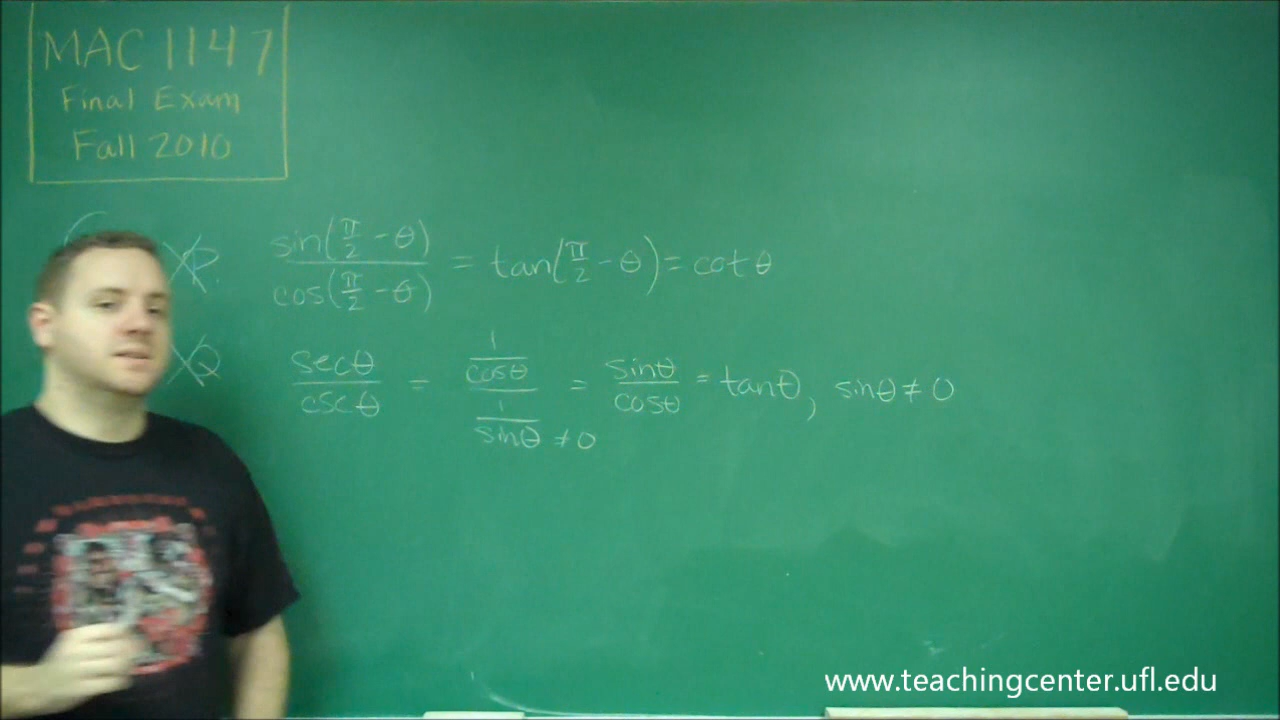 MAC 1147
Final Exam
Fall 2010
P. sin(π/2 - θ) / cos(π/2 - θ) = tan(π/2 - θ) = cot θ
Q secθ / cscθ = (1/cosθ) / (1/sinθ ≠ 0) = sinθ / cosθ = tanθ, sinθ ≠ 0
www.teachingcenter.ufl.edu